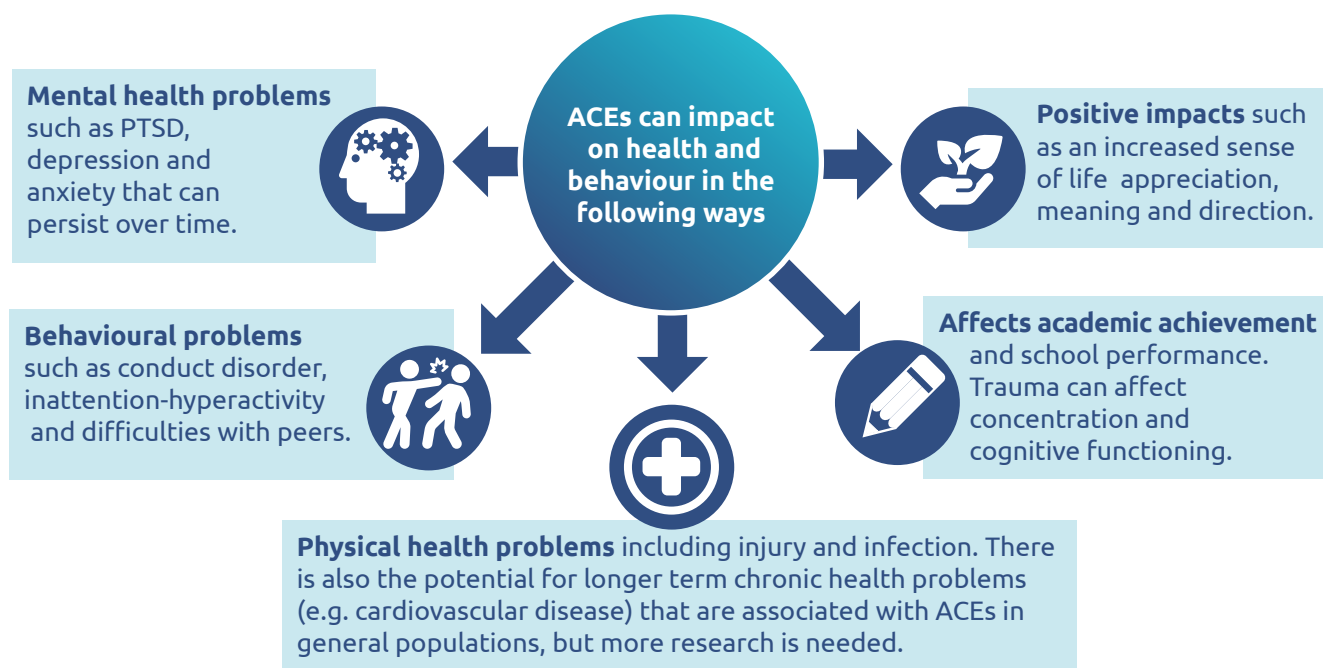 ACEs can impact
on health and
behaviour in the
following ways
Mental health problems
such as PTSD,
depression and
anxiety that can
persist over time.
Positive impacts such
as an increased sense
of life appreciation,
meaning and direction.
Behavioural problems
such as conduct disorder,
inattention-hyperactivity
and difficulties with peers.
Affects academic achievement
and school performance.
Trauma can affect
concentration and
cognitive functioning.
Physical health problems including injury and infection. There
is also the potential for longer term chronic health problems
(e.g. cardiovascular disease) that are associated with ACEs in
general populations, but more research is needed.